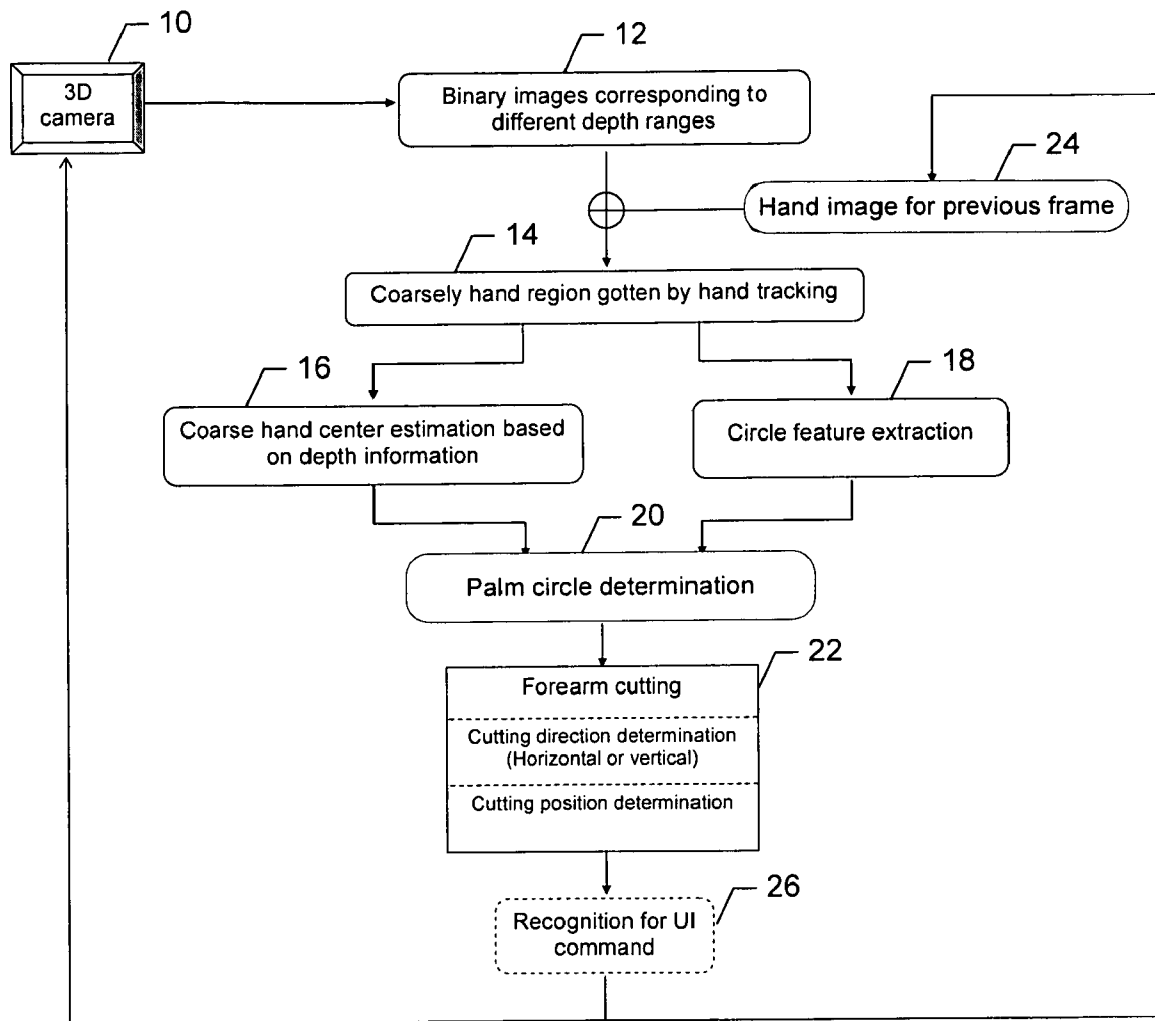 10
3D
camera
12
Binary images corresponding to
different depth ranges
24
Hand image for previous frame
14
Coarsely hand region gotten by hand tracking
16
Coarse hand center estimation based
on depth information
18
Circle feature extraction
20
Palm circle determination
22
Forearm cutting
Cutting direction determination
(Horizontal or vertical)
Cutting position determination
26
Recognition for UI
command